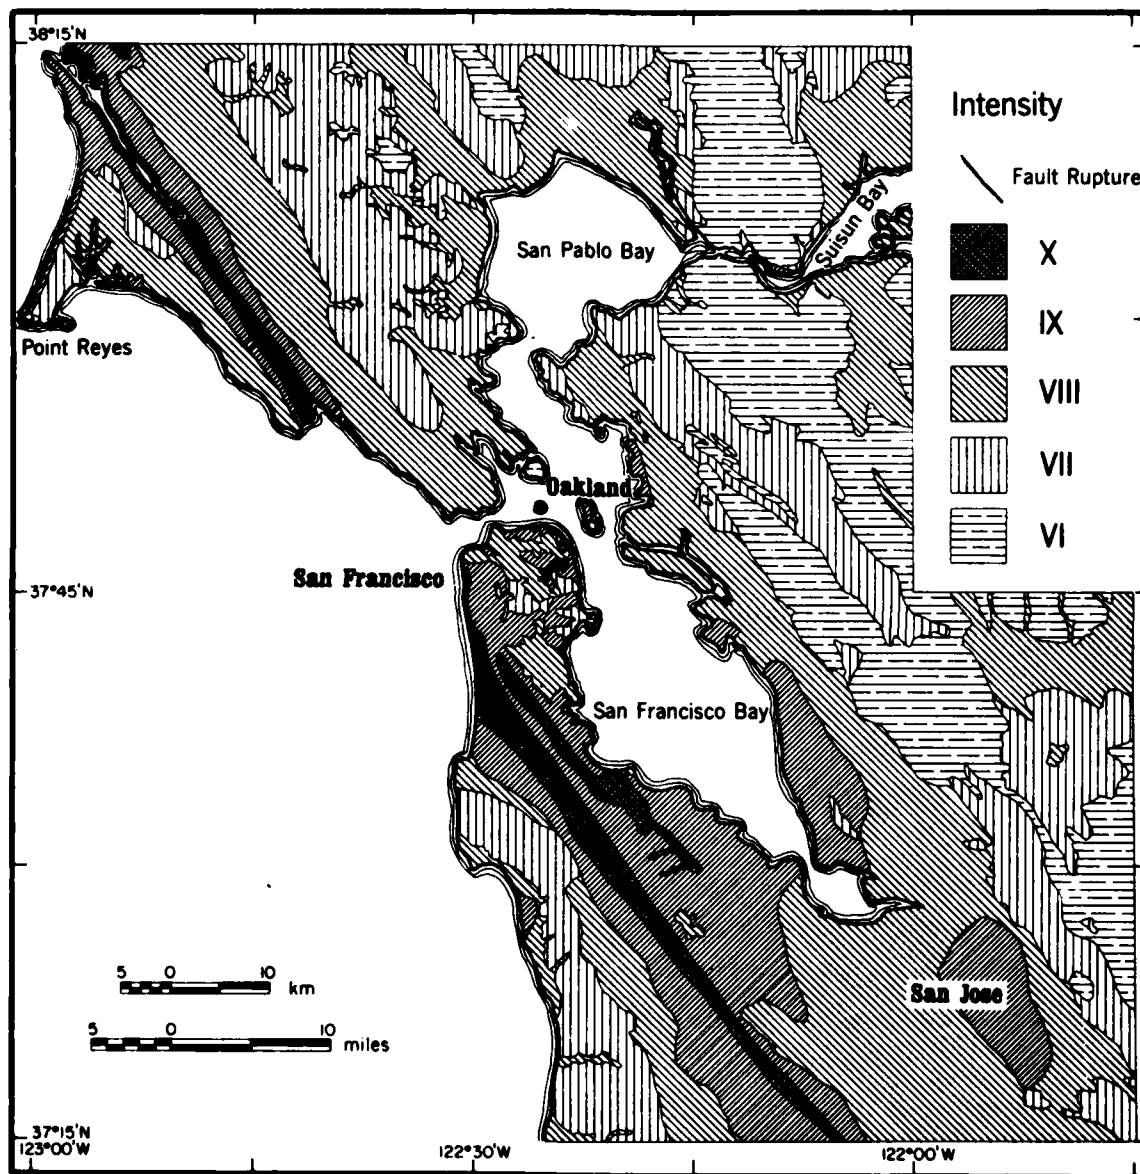 38°15'N
Intensity
Fault Rupture
Suisun Bay
San Pablo Bay
X
IX
Point Reyes
VIII
VII
Oakland
VI
San Francisco
37°45'N
San Francisco Bay
5 0 10
km
San Jose
5 0 10
miles
37°15'N
123°00'W
122°30'W
122°00'W